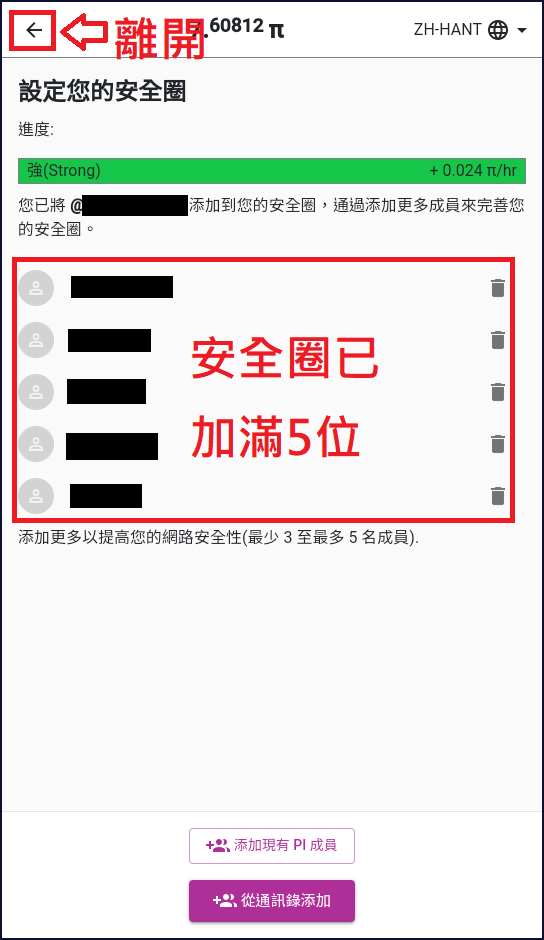 離開
.60812 π
ZH-HANT
設定您的安全圈
進度:
強(Strong) + 0.024 π/hr
您已將 @ 添加到您的安全圈，通過添加更多成員來完善您
的安全圈。
安全圈已
加滿5位
添加更多以提高您的網路安全性(最少 3 至最多 5 名成員).
添加現有 PI 成員
從通訊錄添加